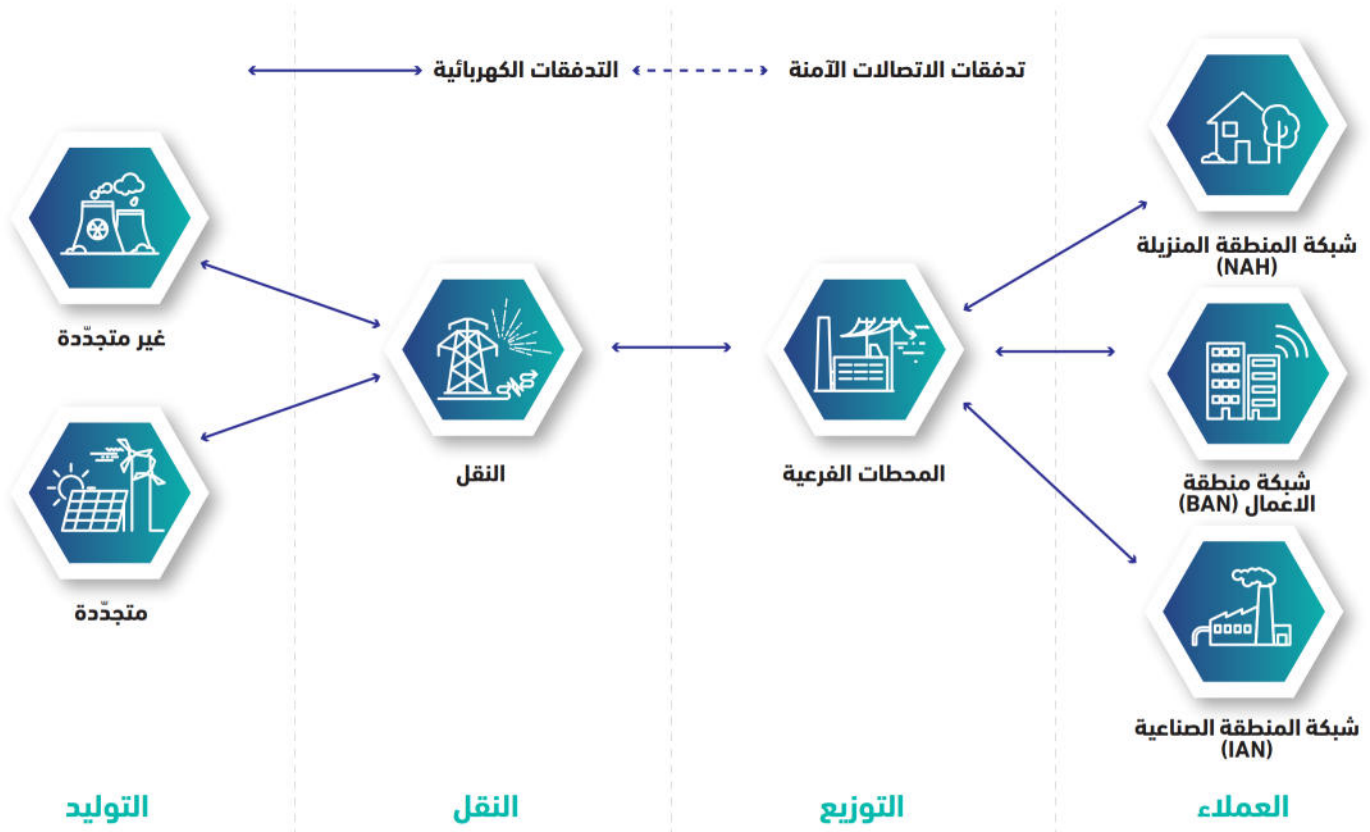 تدفقات الاتصالات الآمنة
التدفقات الكهربائية
شبكة المنطقة المنزيلة
(NAH)
شبكة منطقة
الاعمال (BAN)
شبكة المنطقة الصناعية
(IAN)
المحطات الفرعية
النقل
غير متجدّدة
متجدّدة
العملاء
التوزيع
النقل
التوليد